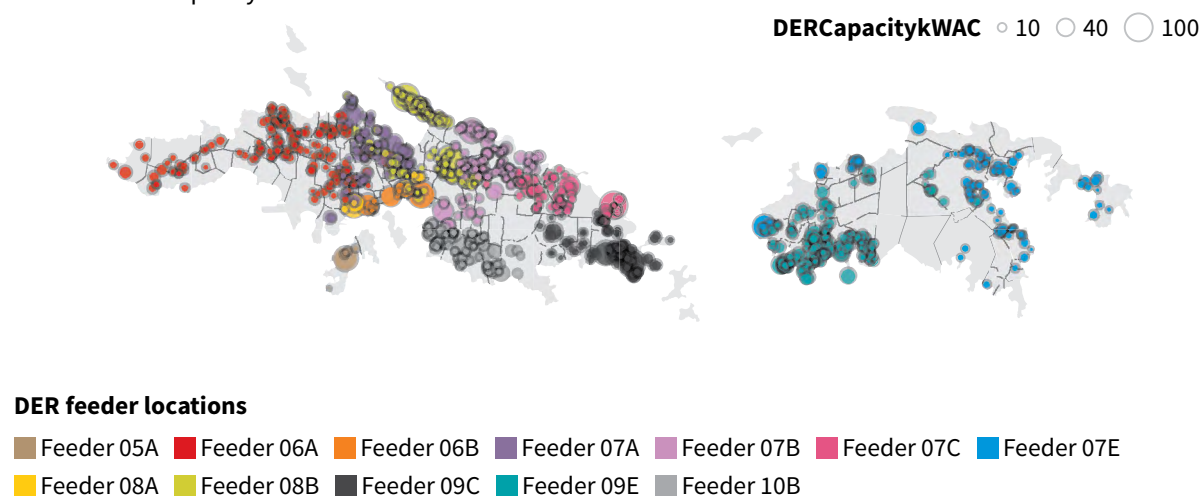 DERCapacitykWAC 10 40 100
DER feeder locations
Feeder 05A Feeder 06A Feeder 06B Feeder 07A Feeder 07B Feeder 07C Feeder 07E
Feeder 08A Feeder 08B Feeder 09C Feeder 09E Feeder 10B